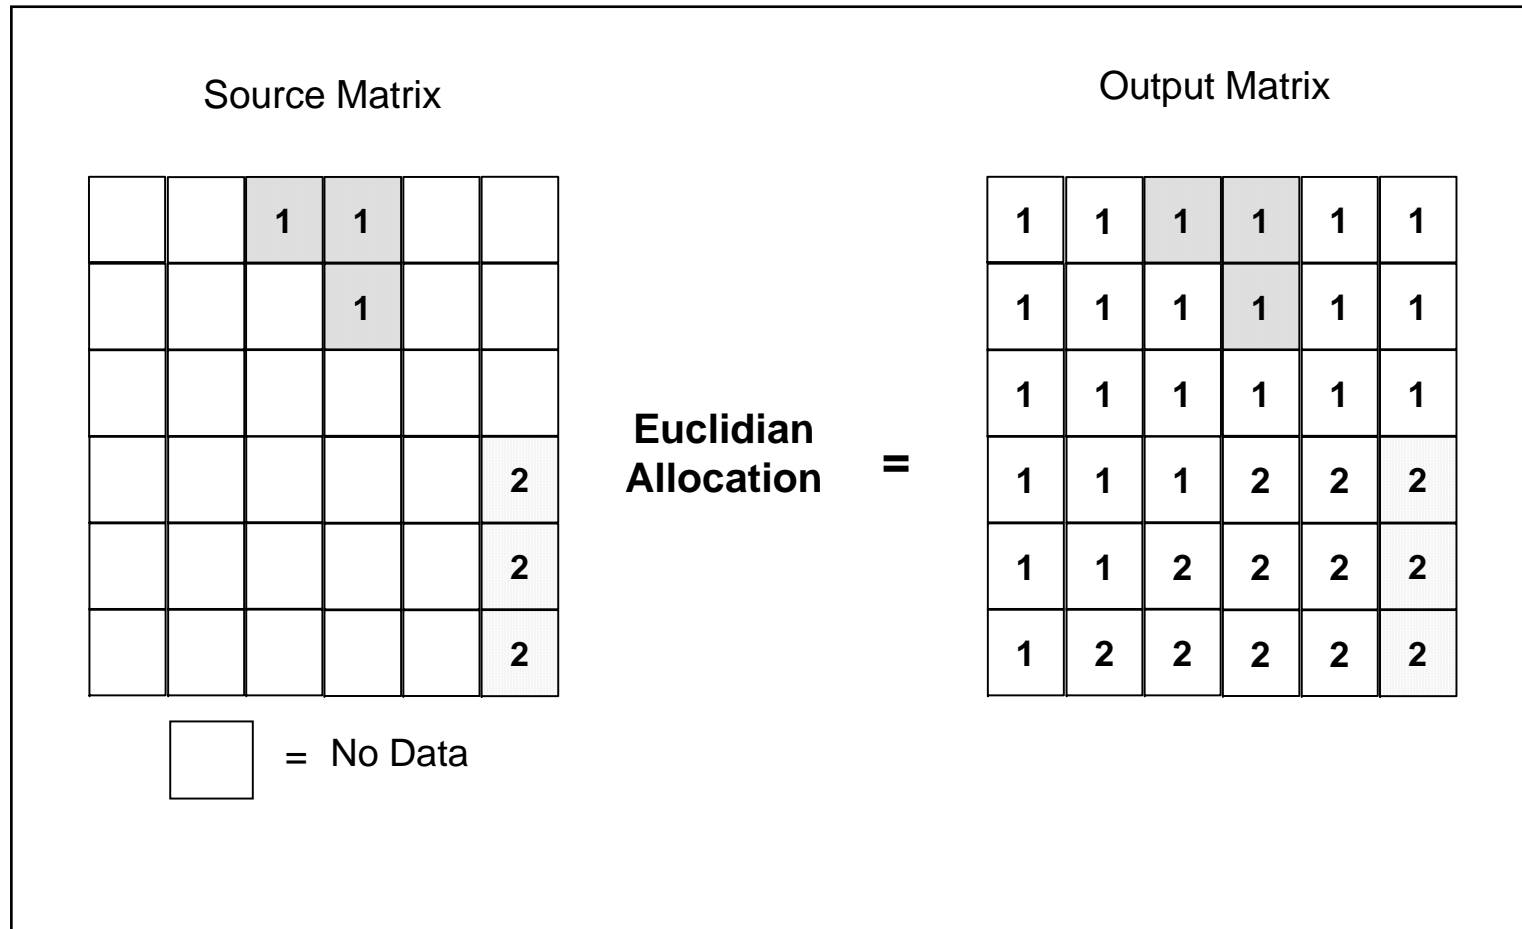 Source Matrix
Output Matrix
1 1
1
2
2
2
Euclidian
Allocation
=
1 1 1 1 1 1
1 1 1 1 1 1
1 1 1 1 1 1
1 1 1 2 2 2
1 1 2 2 2 2
1 2 2 2 2 2
= No Data